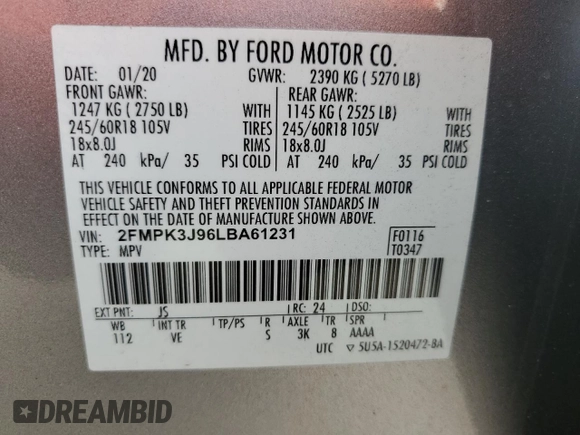 MFD. BY FORD MOTOR CO.
DATE: 01/20 GVWR: 2390 KG ( 5270 LB)
FRONT GAWR: REAR GAWR:
1247 KG ( 2750 LB) WITH 1145 KG ( 2525 LB) WITH
245/60R18 105V TIRES 245/60R18 105V TIRES
18x8.0J RIMS 18x8.0J RIMS
AT 240 kPa/ 35 PSI COLD AT 240 kPa/ 35 PSI COLD
THIS VEHICLE CONFORMS TO ALL APPLICABLE FEDERAL MOTOR
VEHICLE SAFETY AND THEFT PREVENTION STANDARDS IN
EFFECT ON THE DATE OF MANUFACTURE SHOWN ABOVE.
VIN: 2FMPK3J96LBA61231 F0116
TYPE: MPV T0347
EXT PNT: JS RC: 24 DSO:
WB INT TR TP/PS R AXLE TR SPR
112 VE S 3K 8 AAAA
UTC ▽ 5U5A-1520472-BA
DREAMBID